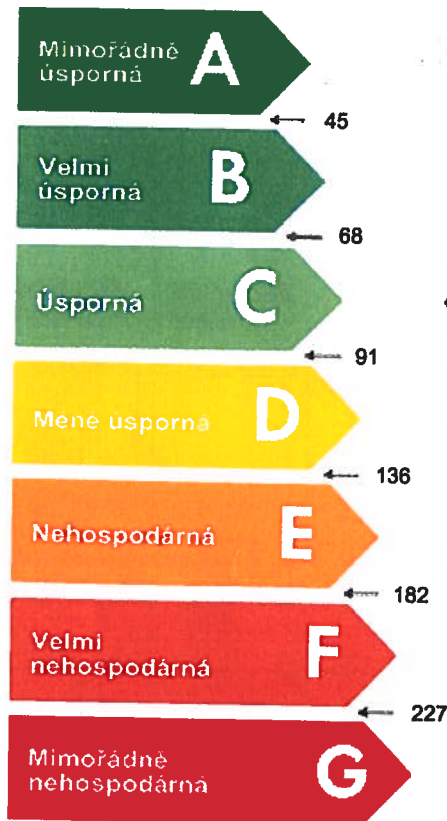 Mimořádně
úsporná A
45
Velmi
úsporná B
68
Úsporná C
91
Méně úsporná D
136
Nehospodárná E
182
Velmi
nehospodárná F
227
Mimořádně
nehospodárná G